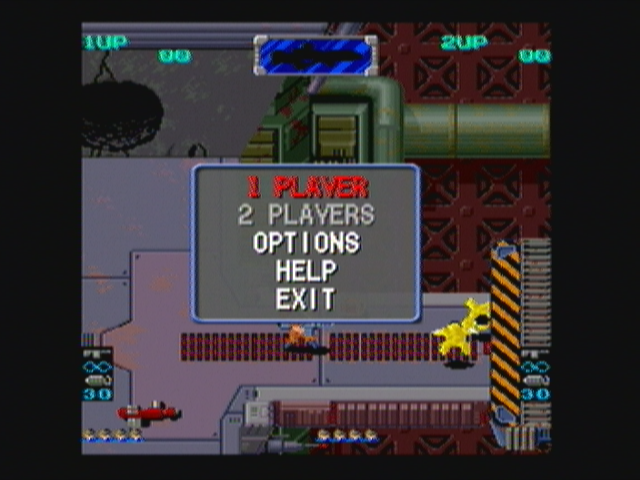 1UP
2UP
00
00
1 PLAYER
2 PLAYERS
OPTIONS
HELP
EXIT
∞
∞
30
30